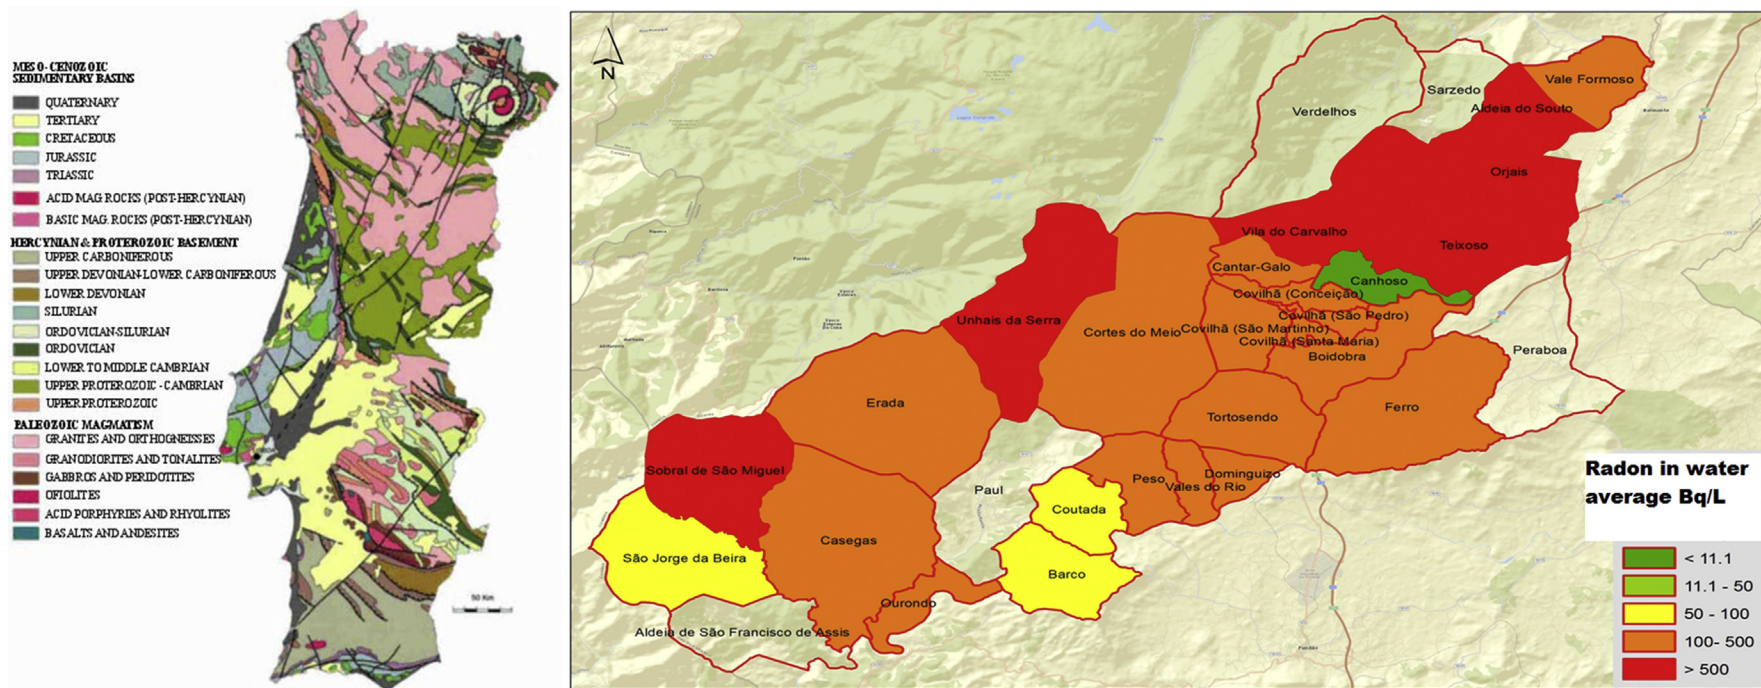 MESO-CENOZOIC
SEDIMENTARY BASINS
QUATERNARY
TERTIARY
CRETACEOUS
JURASSIC
TRIASSIC
ACID MAG. ROCKS (POST-HERCYNIAN)
BASIC MAG. ROCKS (POST-HERCYNIAN)
HERCYNIAN & PROTEROZOIC BASEMENT
UPPER CARBONIFEROUS
UPPER DEVONIAN-LOWER CARBONIFEROUS
LOWER DEVONIAN
SILURIAN
ORDOVICIAN-SILURIAN
ORDOVICIAN
LOWER TO MIDDLE CAMBRIAN
UPPER PROTEROZOIC - CAMBRIAN
UPPER PROTEROZOIC
PALEOZOIC MAGMATISM
GRANITES AND ORTHOGNEISSES
GRANODIORITES AND TONALITES
GABBROS AND PERIDOTITES
OFIOLITES
ACID PORPHYRIES AND RHYOLITES
BASALTS AND ANDESITES
50 Km
N
Verdelhos
Sarzedo
Vale Formoso
Aldeia do Souto
Orjais
Vila do Carvalho
Teixoso
Cantar-Galo
Canhoso
Covilhã (Conceição)
Covilhã (São Pedro)
Unhais da Serra
Cortes do Meio
Covilhã (São Martinho)
Covilhã (Santa Maria)
Boidobra
Peraboa
Erada
Tortosendo
Ferro
Sobral de São Miguel
Paul
Peso
Dominguizo
Vales do Rio
Coutada
Casegas
São Jorge da Beira
Barco
Ourondo
Aldeia de São Francisco de Assis
Radon in water
average Bq/L
< 11.1
11.1 - 50
50 - 100
100- 500
> 500